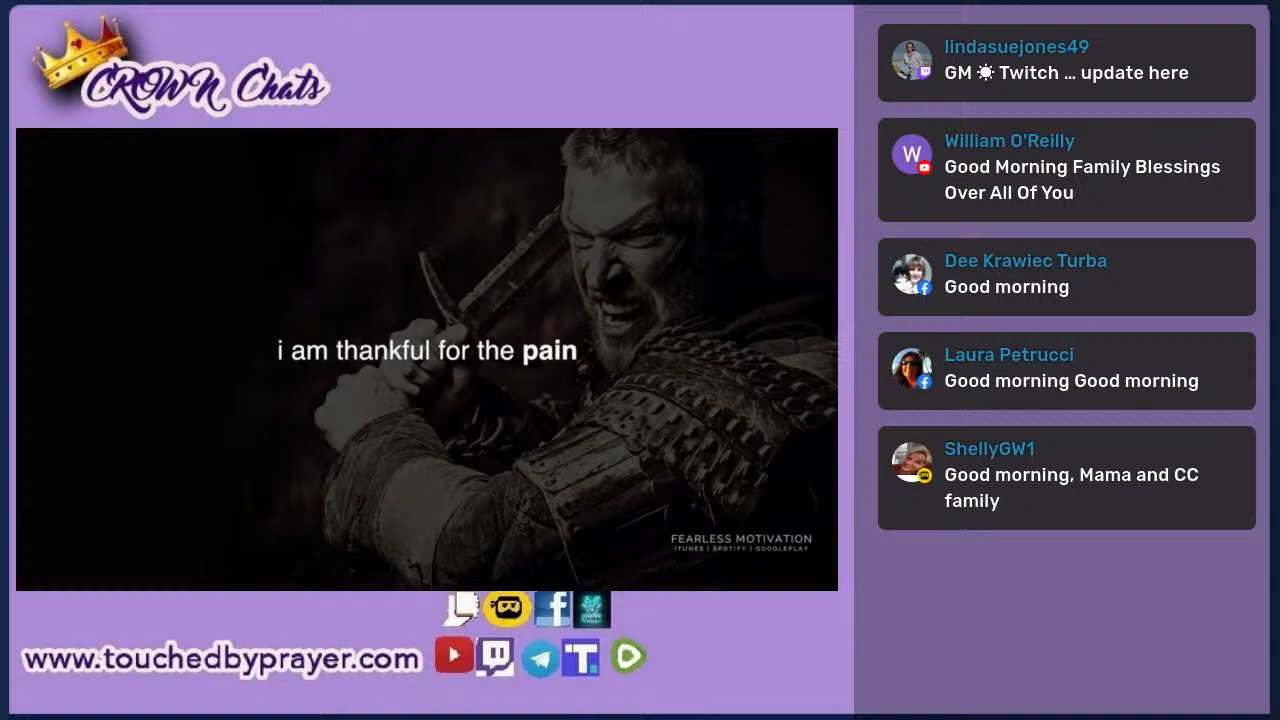 CROWN Chats
i am thankful for the pain
FEARLESS MOTIVATION
ITUNES | SPOTIFY | GOOGLEPLAY
www.touchedbyprayer.com
lindasuejones49
GM ☀ Twitch ... update here
W
William O'Reilly
Good Morning Family Blessings
Over All Of You
Dee Krawiec Turba
Good morning
Laura Petrucci
Good morning Good morning
ShellyGW1
Good morning, Mama and CC
family